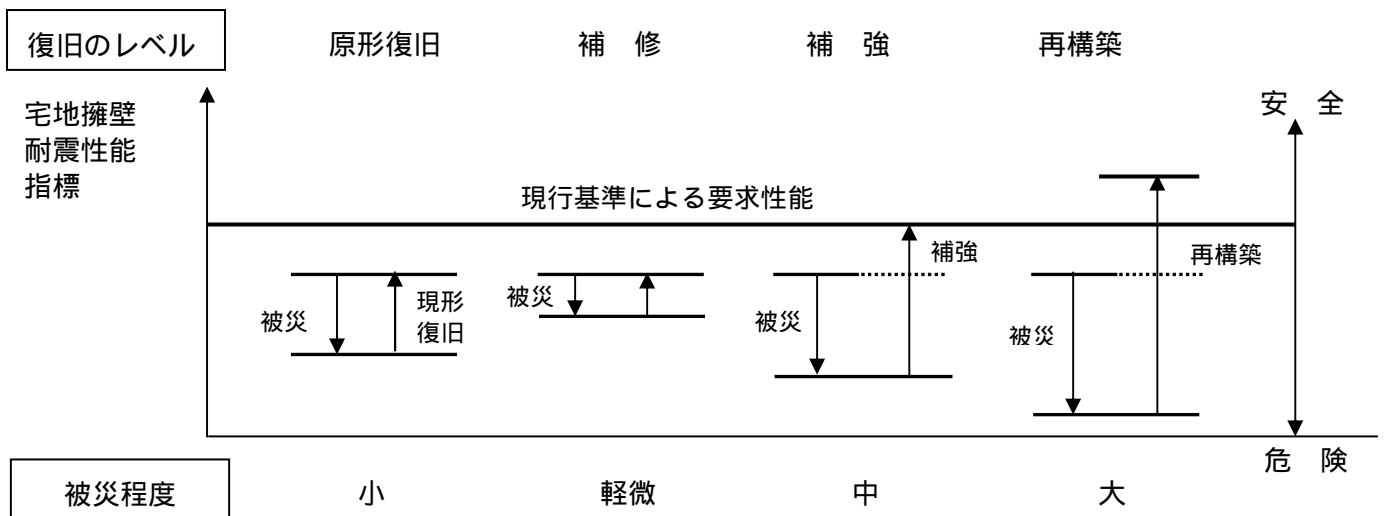 復旧のレベル
原形復旧
補 修
補 強
再構築
宅地擁壁
耐震性能
指標
安 全
現行基準による要求性能
被災
現形
復旧
被災
被災
補強
被災
再構築
危 険
被災程度
小
軽微
中
大